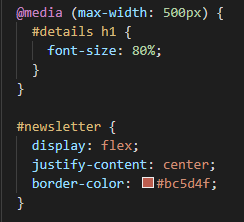 @media (max-width: 500px) {
  #details h1 {
    font-size: 80%;
  }
}

#newsletter {
  display: flex;
  justify-content: center;
  border-color: #bc5d4f;
}